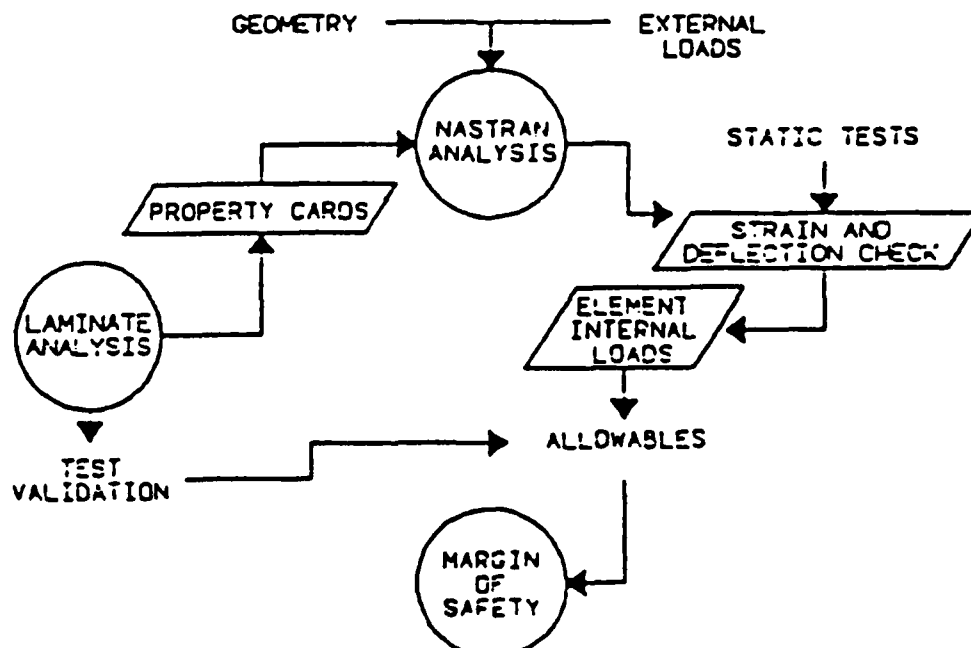 GEOMETRY
EXTERNAL
LOADS
NASTRAN
ANALYSIS
STATIC TESTS
PROPERTY CARDS
STRAIN AND
DEFLECTION CHECK
LAMINATE
ANALYSIS
ELEMENT
INTERNAL
LOADS
ALLOWABLES
TEST
VALIDATION
MARGIN
OF
SAFETY